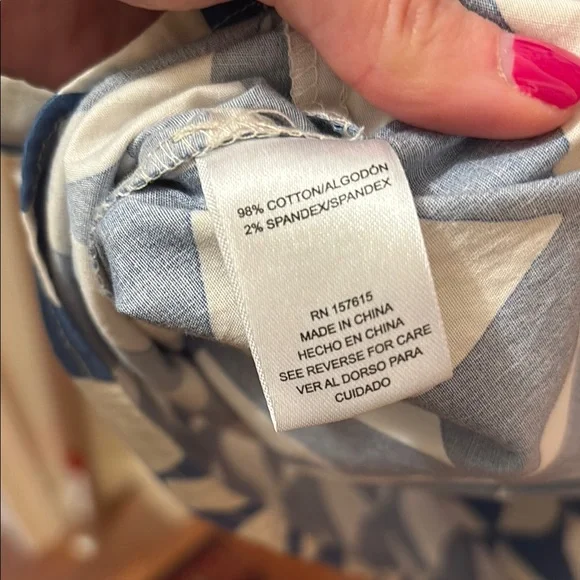 98% COTTON/ALGODÓN
2% SPANDEX/SPANDEX
RN 157615
MADE IN CHINA
HECHO EN CHINA
SEE REVERSE FOR CARE
VER AL DORSO PARA
CUIDADO